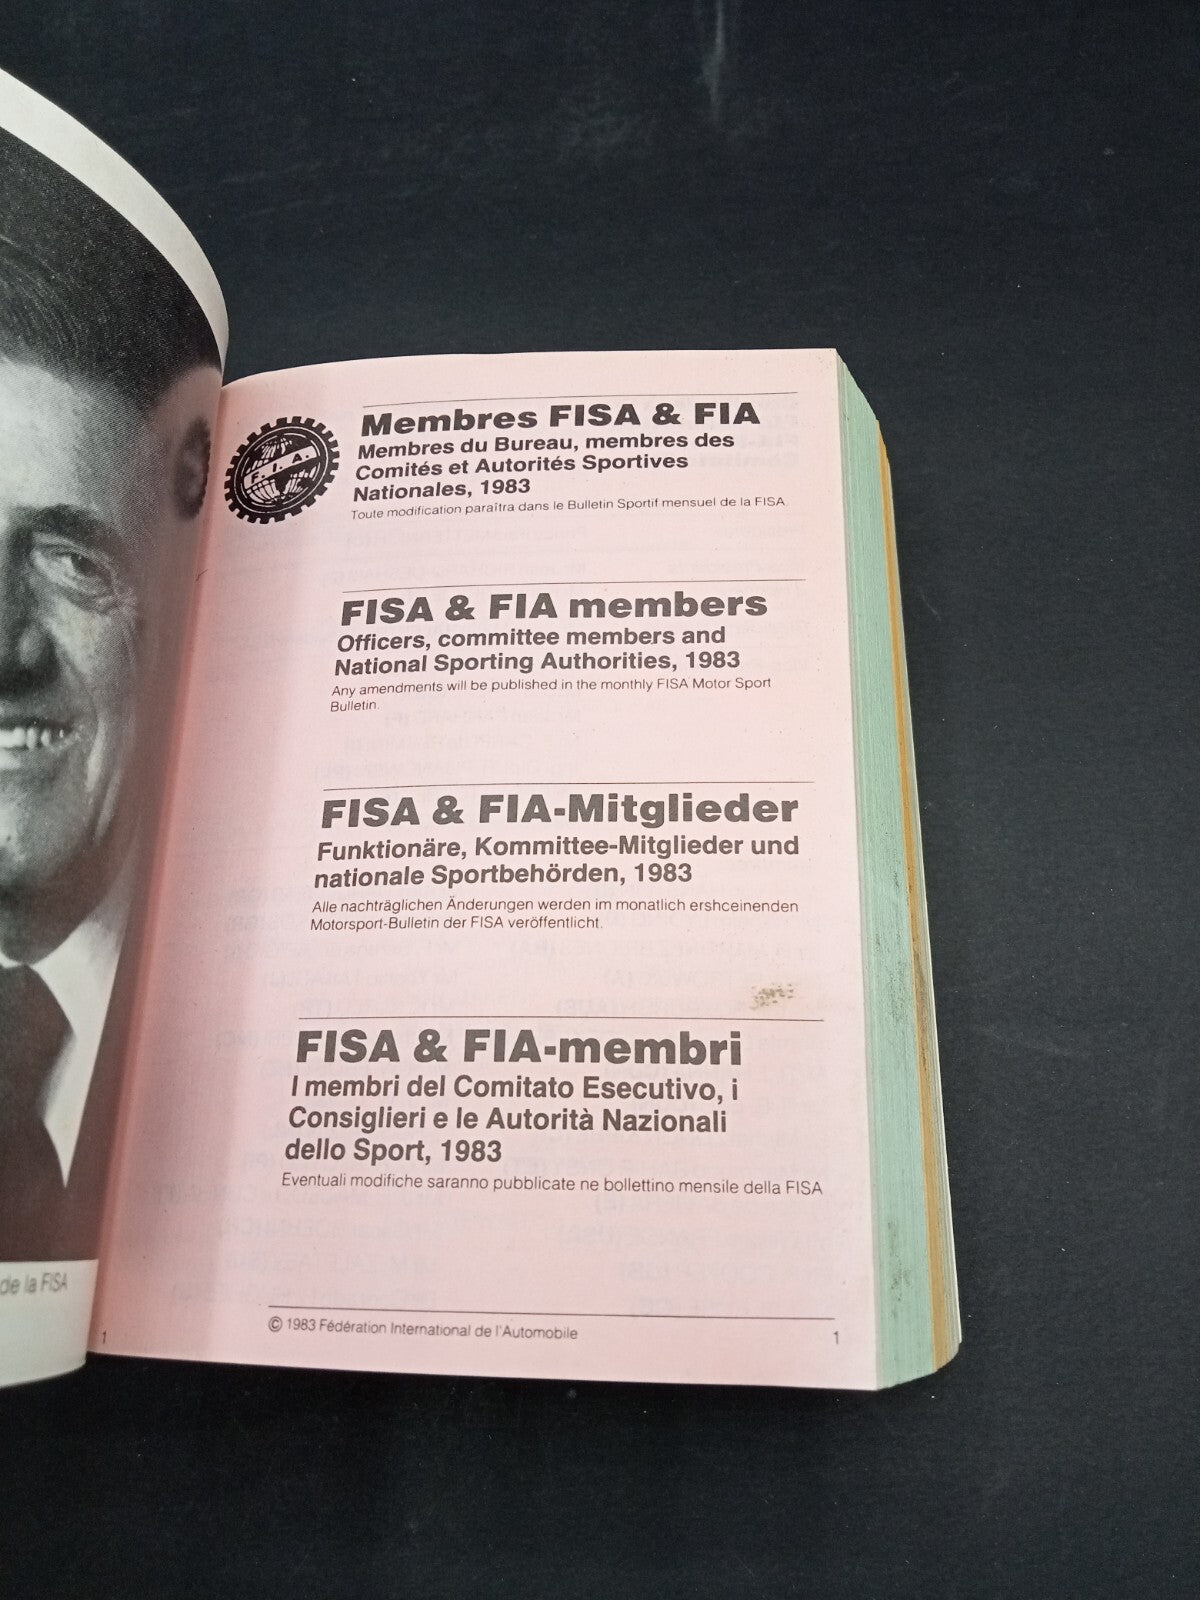 F. I. A.
Membres FISA & FIA
Membres du Bureau, membres des
Comités et Autorités Sportives
Nationales, 1983
Toute modification paraîtra dans le Bulletin Sportif mensuel de la FISA.
FISA & FIA members
Officers, committee members and
National Sporting Authorities, 1983
Any amendments will be published in the monthly FISA Motor Sport
Bulletin.
FISA & FIA-Mitglieder
Funktionäre, Kommittee-Mitglieder und
nationale Sportbehörden, 1983
Alle nachträglichen Änderungen werden im monatlich ershceinenden
Motorsport-Bulletin der FISA veröffentlicht.
FISA & FIA-membri
I membri del Comitato Esecutivo, i
Consiglieri e le Autorità Nazionali
dello Sport, 1983
Eventuali modifiche saranno pubblicate ne bollettino mensile della FISA
de la FISA
© 1983 Fédération International de l'Automobile
1
1